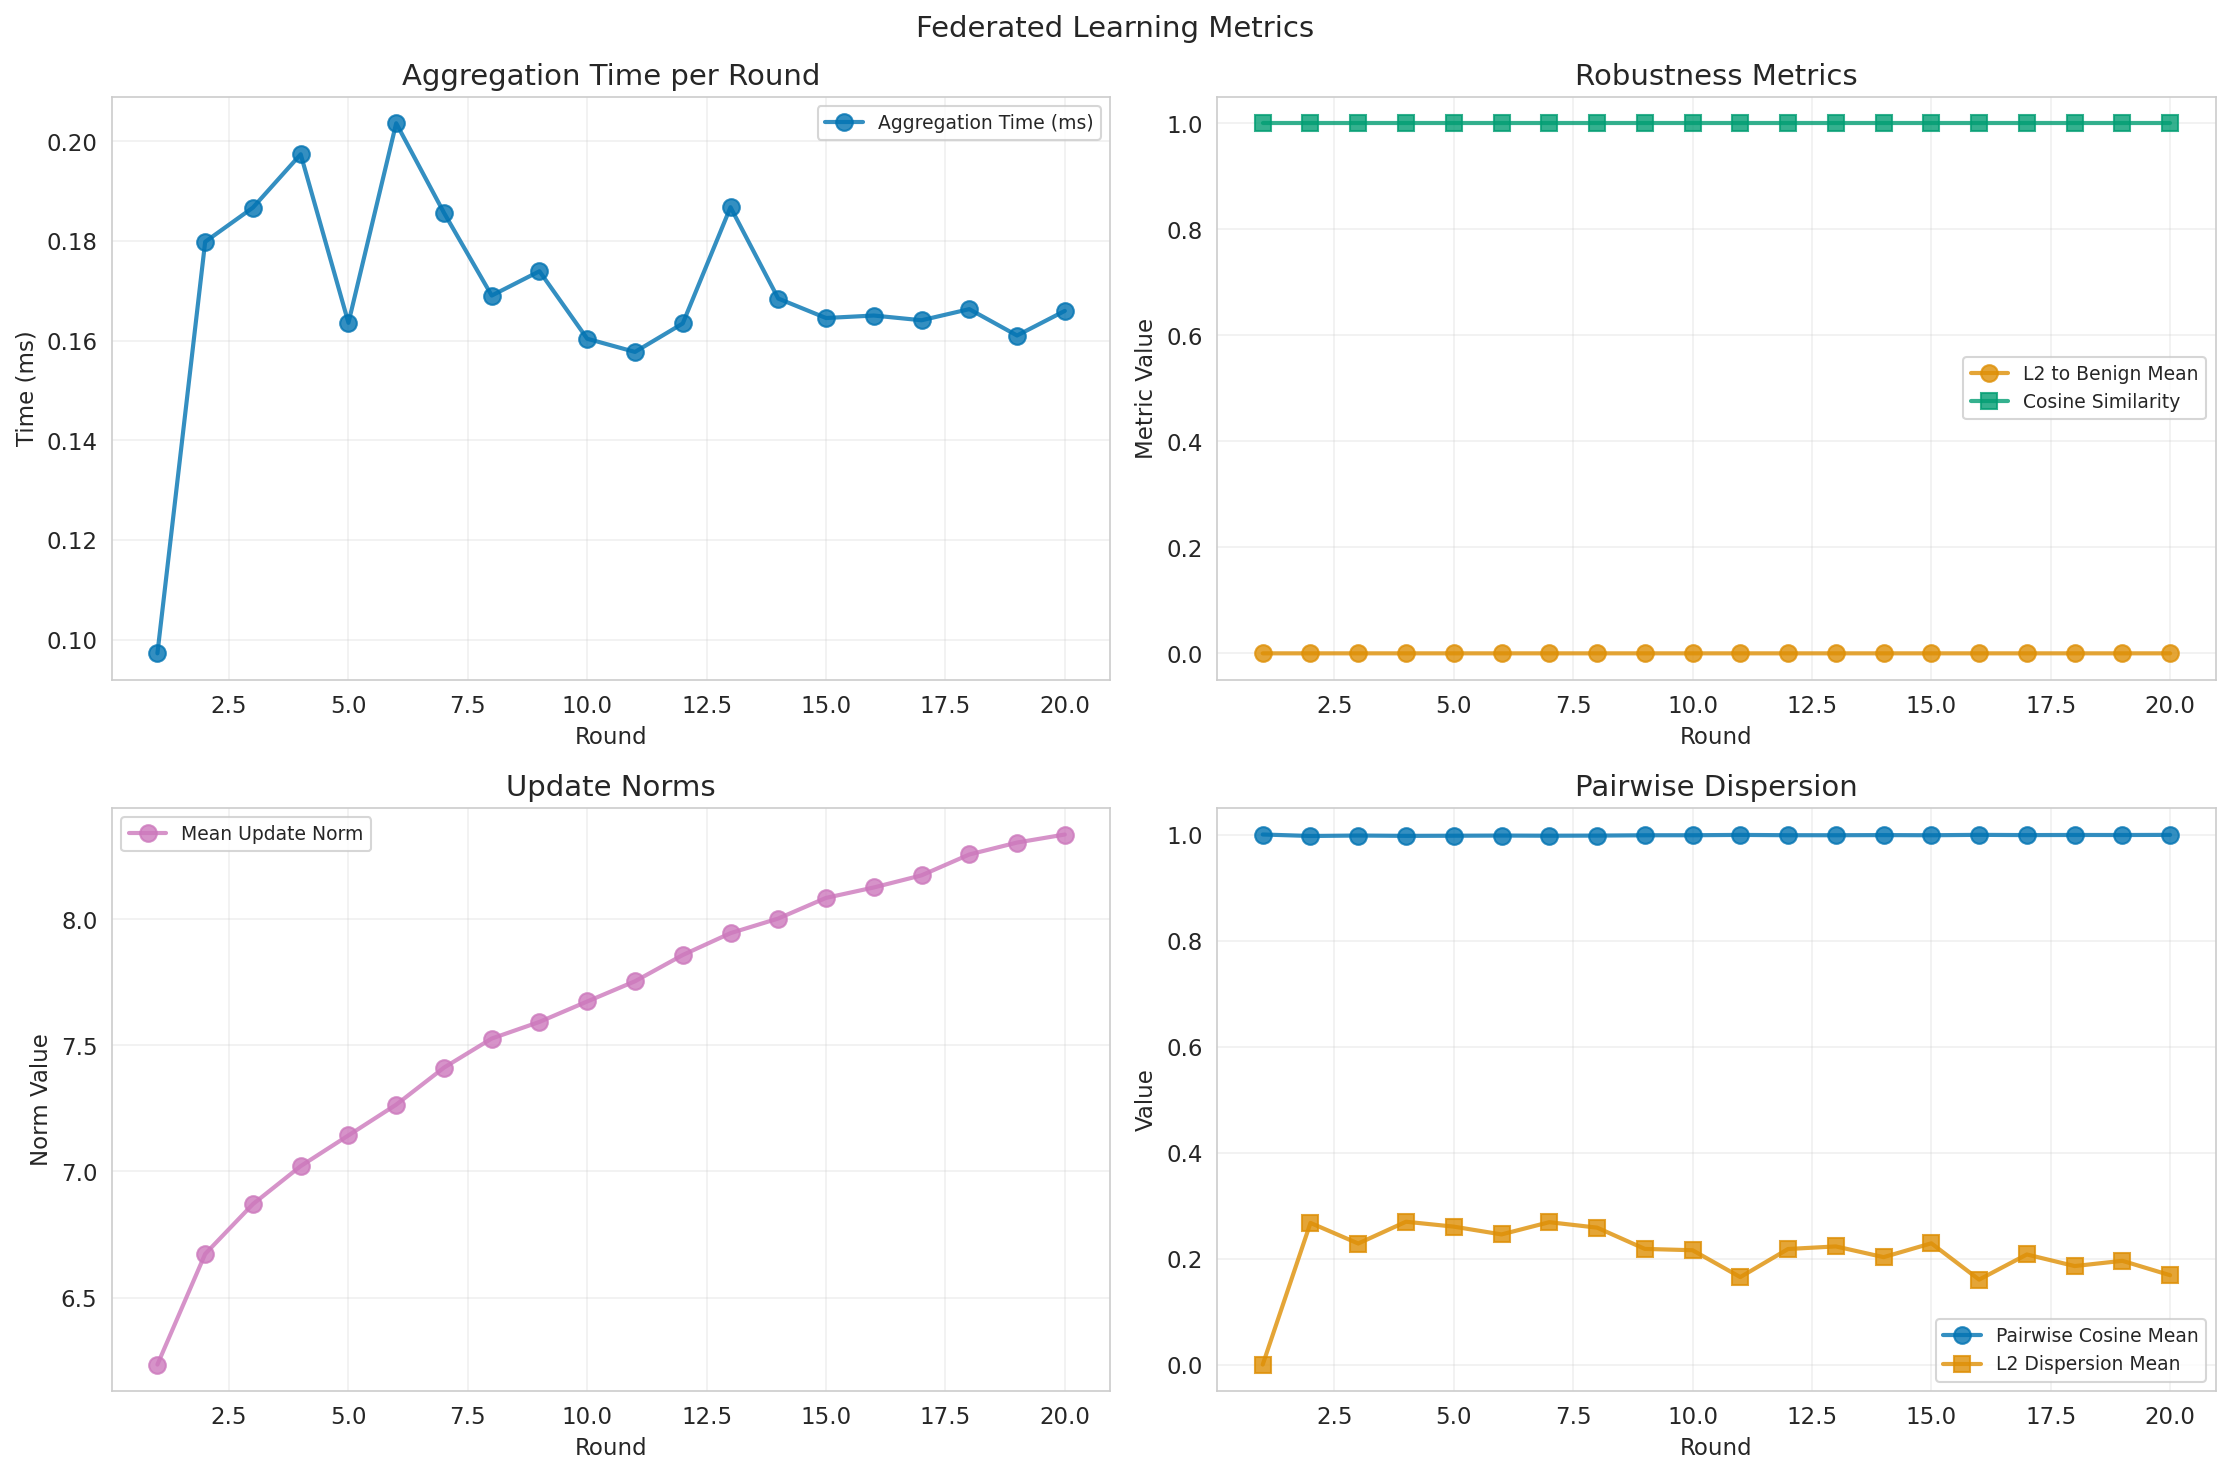 Federated Learning Metrics
Aggregation Time per Round
Aggregation Time (ms)
Time (ms)
0.20
0.18
0.16
0.14
0.12
0.10
2.5 5.0 7.5 10.0 12.5 15.0 17.5 20.0
Round
Robustness Metrics
Metric Value
1.0
0.8
0.6
0.4
0.2
0.0
L2 to Benign Mean
Cosine Similarity
2.5 5.0 7.5 10.0 12.5 15.0 17.5 20.0
Round
Update Norms
Mean Update Norm
Norm Value
8.0
7.5
7.0
6.5
2.5 5.0 7.5 10.0 12.5 15.0 17.5 20.0
Round
Pairwise Dispersion
Value
1.0
0.8
0.6
0.4
0.2
0.0
Pairwise Cosine Mean
L2 Dispersion Mean
2.5 5.0 7.5 10.0 12.5 15.0 17.5 20.0
Round